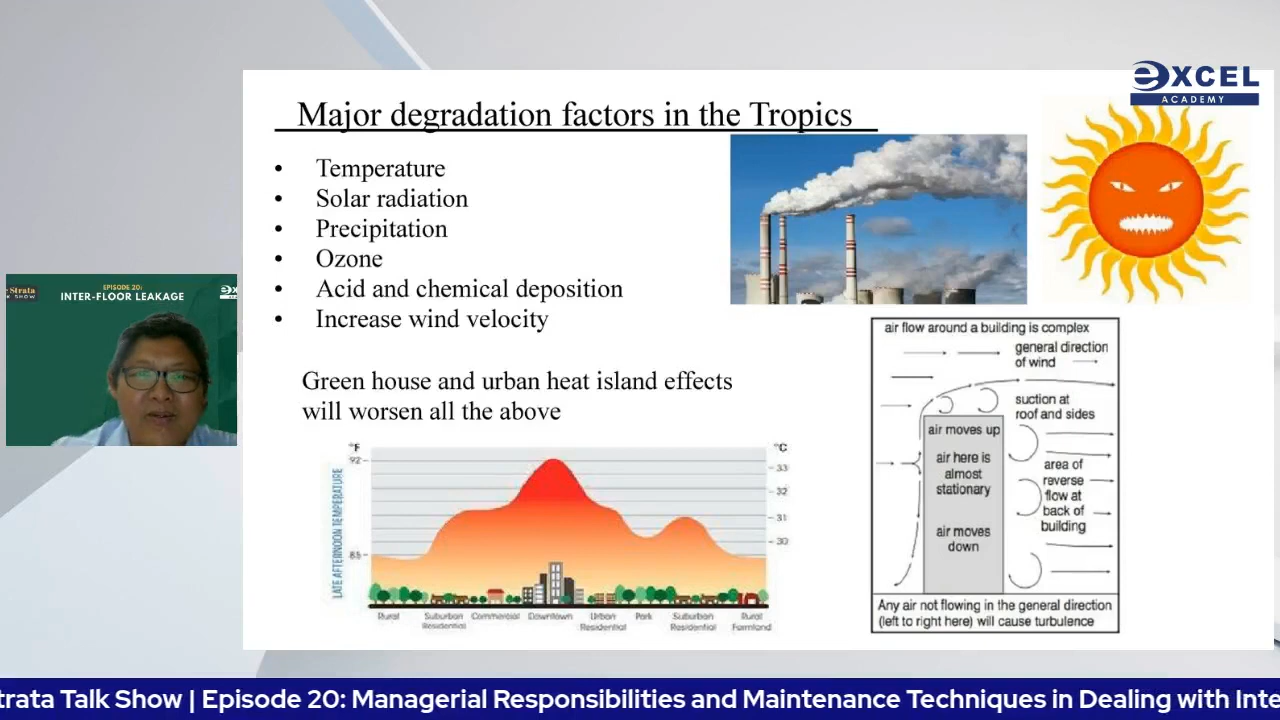 eXCEL
ACADEMY
Major degradation factors in the Tropics
• Temperature
• Solar radiation
• Precipitation
• Ozone
• Acid and chemical deposition
• Increase wind velocity
Green house and urban heat island effects
will worsen all the above
Strata
SHOW
EPISODE 20:
INTER-FLOOR LEAKAGE
°F
92
85
LATE AFTERNOON TEMPERATURE
°C
33
32
31
30
Rural
Suburban
Residential
Commercial
Downtown
Urban
Residential
Park
Suburban
Residential
Rural
Farmland
air flow around a building is complex
general direction
of wind
suction at
roof and sides
air moves up
air here is
almost
stationary
air moves
down
area of
reverse
flow at
back of
building
Any air not flowing in the general direction
(left to right here) will cause turbulence
trata Talk Show | Episode 20: Managerial Responsibilities and Maintenance Techniques in Dealing with Inte